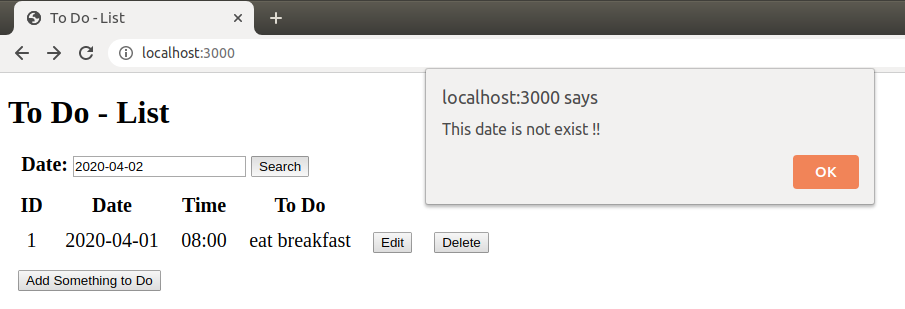 To Do - List
localhost:3000
localhost:3000 says
This date is not exist !!
OK
To Do - List
Date: 2020-04-02 Search
ID Date Time To Do
1 2020-04-01 08:00 eat breakfast Edit Delete
Add Something to Do